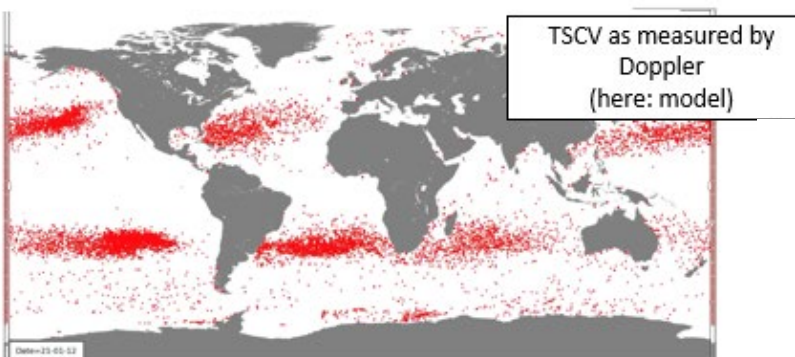 TSCV as measured by
Doppler
(here: model)
Date=21-01-12